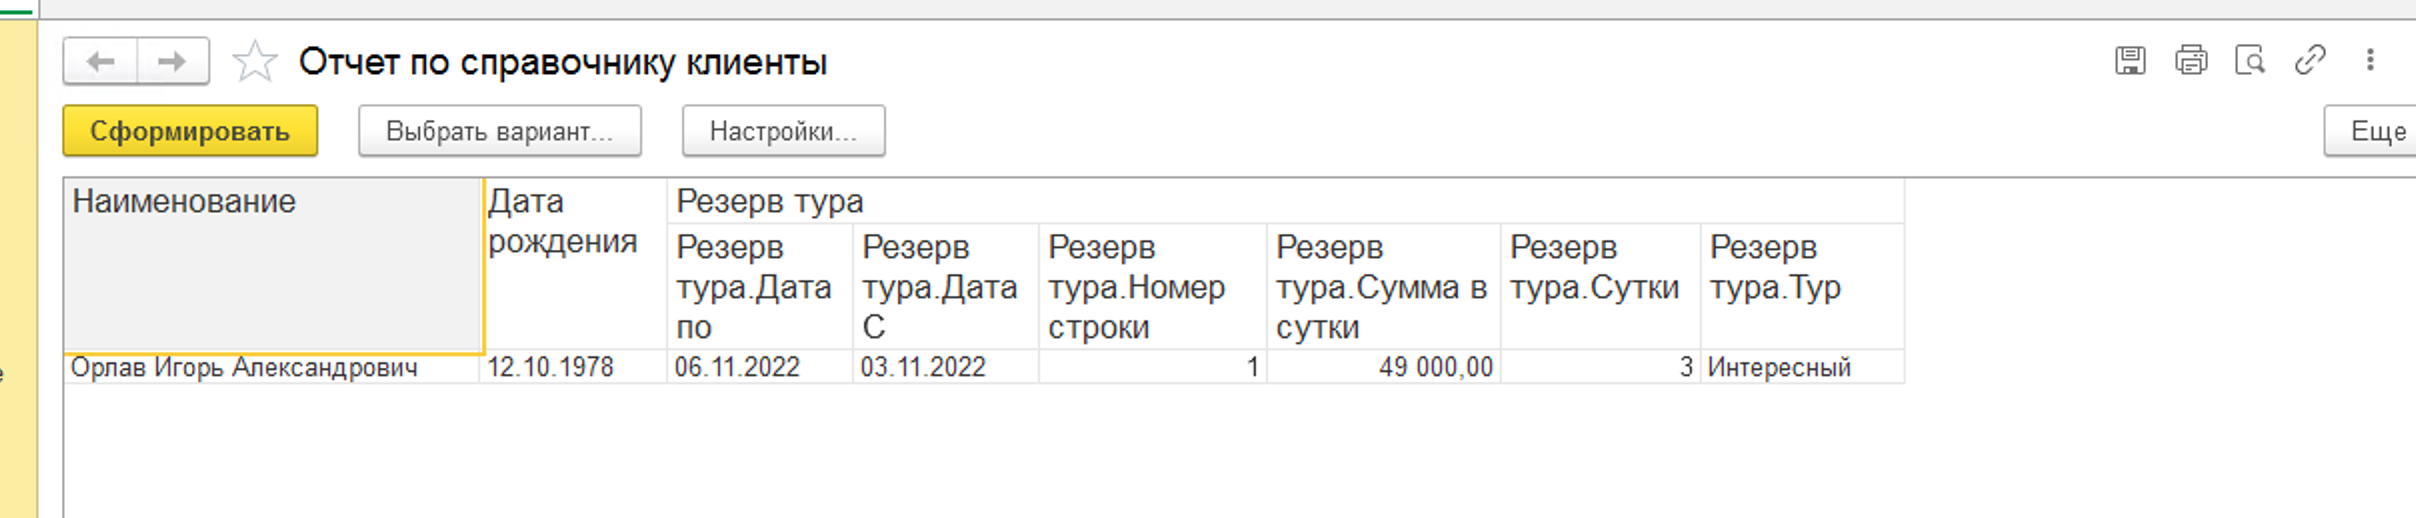 Отчет по справочнику клиенты
Сформировать
Выбрать вариант...
Настройки...
Еще
Наименование
Дата
рождения
Резерв тура
Резерв
тура.Дата
по
Резерв
тура.Дата
С
Резерв
тура.Номер
строки
Резерв
тура.Сумма в
сутки
Резерв
тура.Сутки
Резерв
тура.Тур
Орлав Игорь Александрович
12.10.1978
06.11.2022
03.11.2022
1
49 000,00
3
Интересный